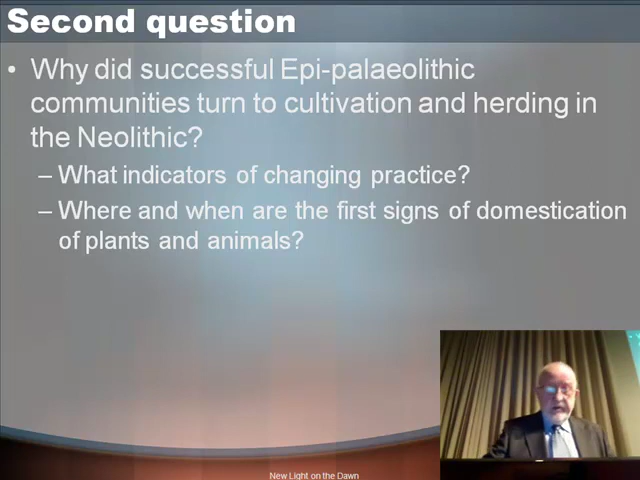 Second question
• Why did successful Epi-palaeolithic
communities turn to cultivation and herding in
the Neolithic?
– What indicators of changing practice?
– Where and when are the first signs of domestication
of plants and animals?
New Light on the Dawn